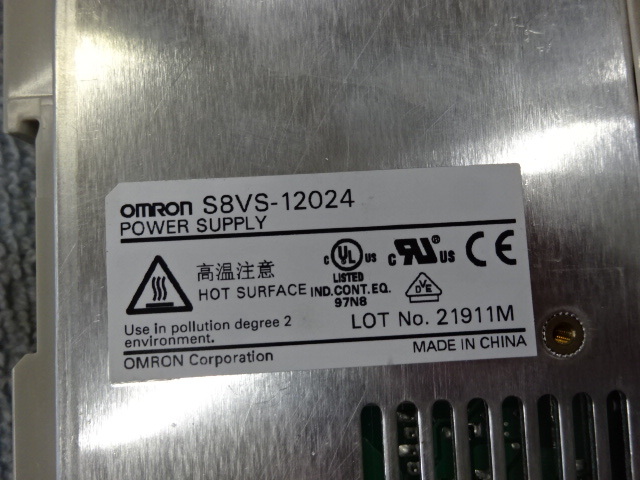 OMRON S8VS-12024
POWER SUPPLY
高温注意
HOT SURFACE
C UL US
LISTED
IND.CONT.EQ.
97N8
c RU us
CE
DVE
Use in pollution degree 2
environment.
LOT No. 21911M
OMRON Corporation
MADE IN CHINA